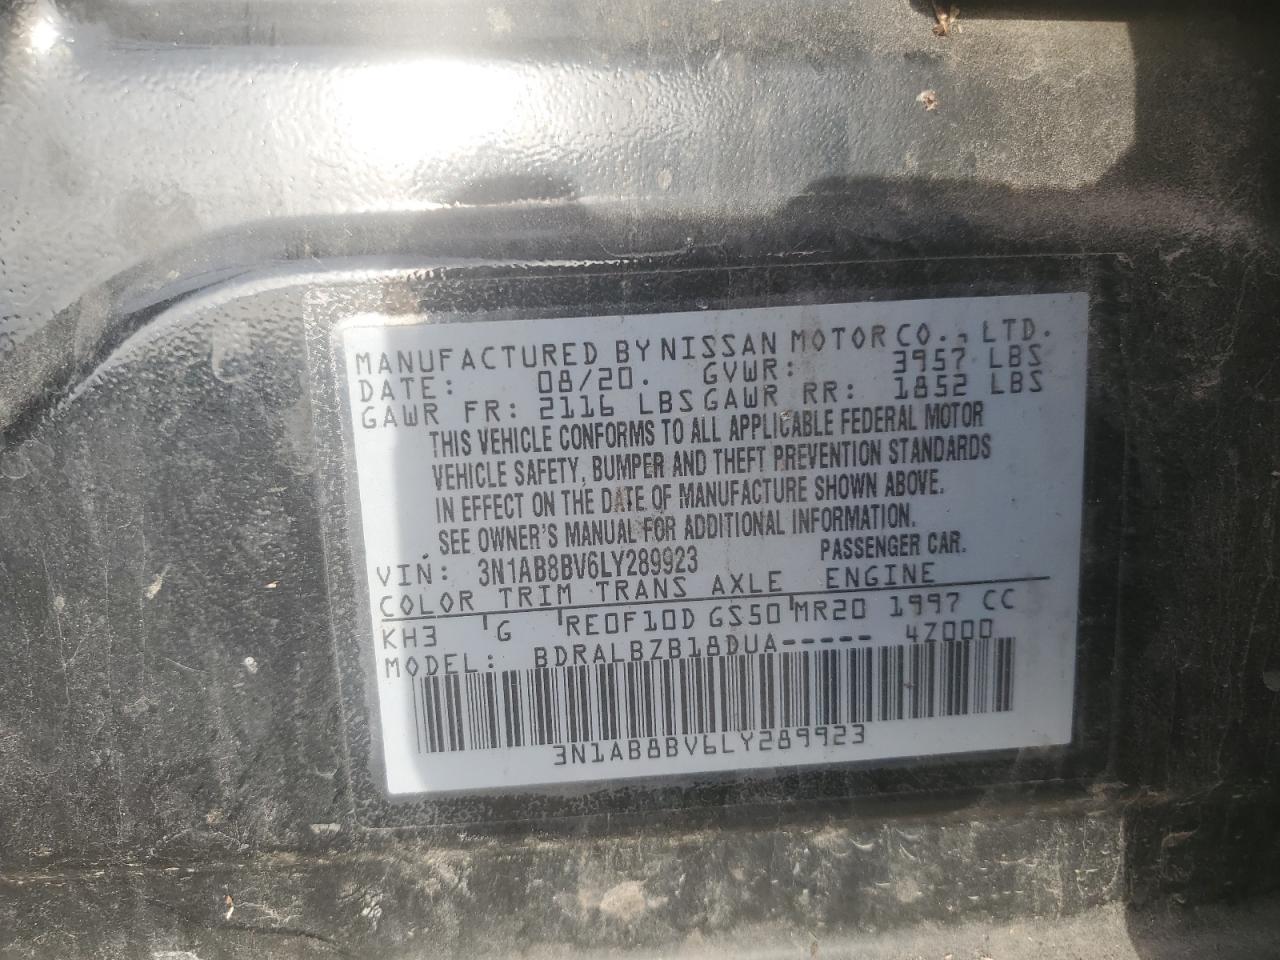 MANUFACTURED BY NISSAN MOTOR CO., LTD.
DATE: 08/20. GVWR: 3957 LBS
GAWR FR: 2116 LBS GAWR RR: 1852 LBS
THIS VEHICLE CONFORMS TO ALL APPLICABLE FEDERAL MOTOR
VEHICLE SAFETY, BUMPER AND THEFT PREVENTION STANDARDS
IN EFFECT ON THE DATE OF MANUFACTURE SHOWN ABOVE.
SEE OWNER'S MANUAL FOR ADDITIONAL INFORMATION.
VIN: 3N1AB8BV6LY289923 PASSENGER CAR.
COLOR TRIM TRANS AXLE ENGINE
KH3 G RE0F10D GS50 MR20 1997 CC
MODEL: BDRALBZB18DUA----- 4Z000
3N1AB8BV6LY289923